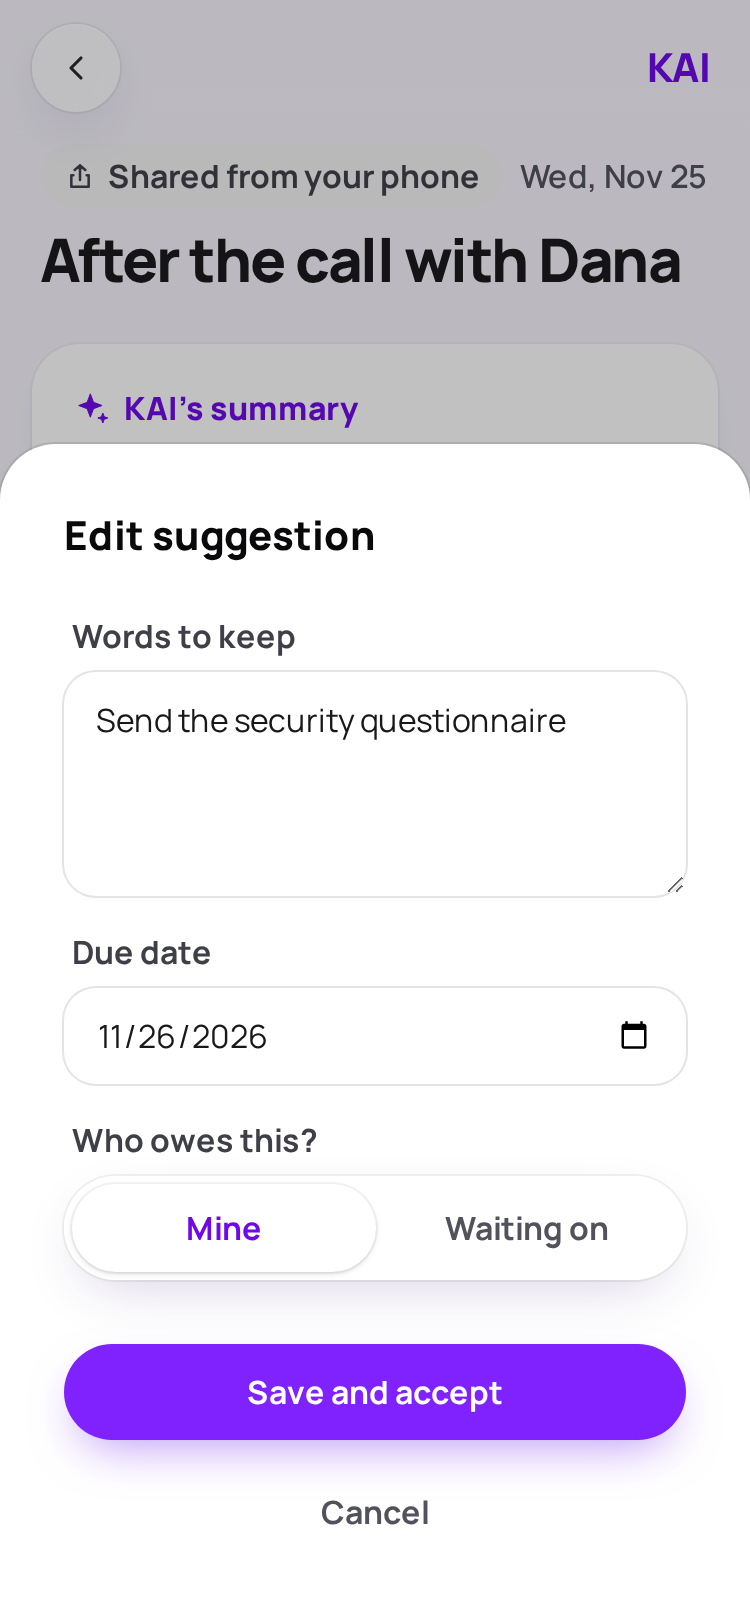 KAI
Shared from your phone Wed, Nov 25
After the call with Dana
KAI’s summary
Edit suggestion
Words to keep
Send the security questionnaire
Due date
11/26/2026
Who owes this?
Mine Waiting on
Save and accept
Cancel